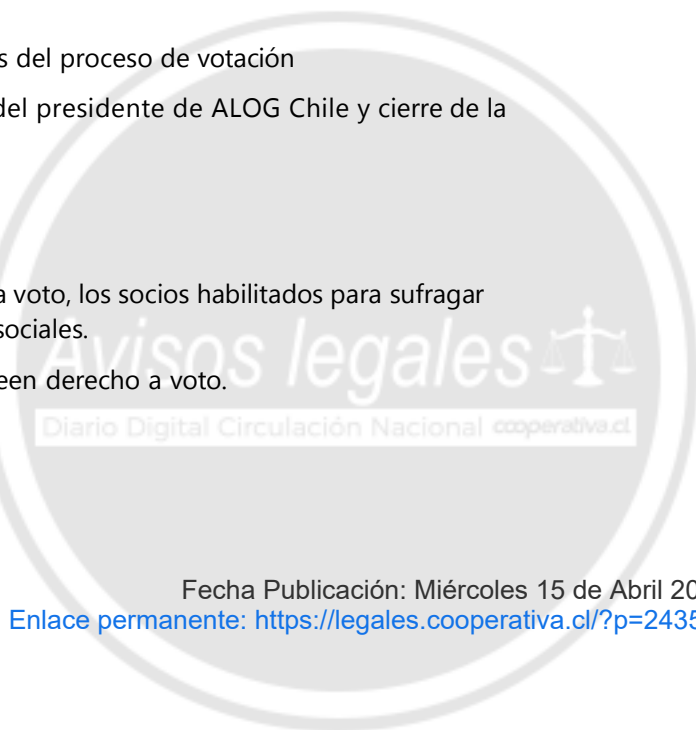 s del proceso de votación
del presidente de ALOG Chile y cierre de la
a voto, los socios habilitados para sufragar
sociales.
Avisos legales
een derecho a voto.
Diario Digital Circulación Nacional cooperativa.cl
Fecha Publicación: Miércoles 15 de Abril 20
Enlace permanente: https://legales.cooperativa.cl/?p=2435